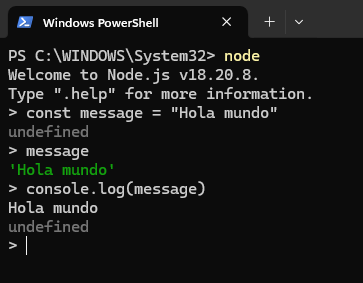 Windows PowerShell
PS C:\WINDOWS\System32> node
Welcome to Node.js v18.20.8.
Type ".help" for more information.
> const message = "Hola mundo"
undefined
> message
'Hola mundo'
> console.log(message)
Hola mundo
undefined
>